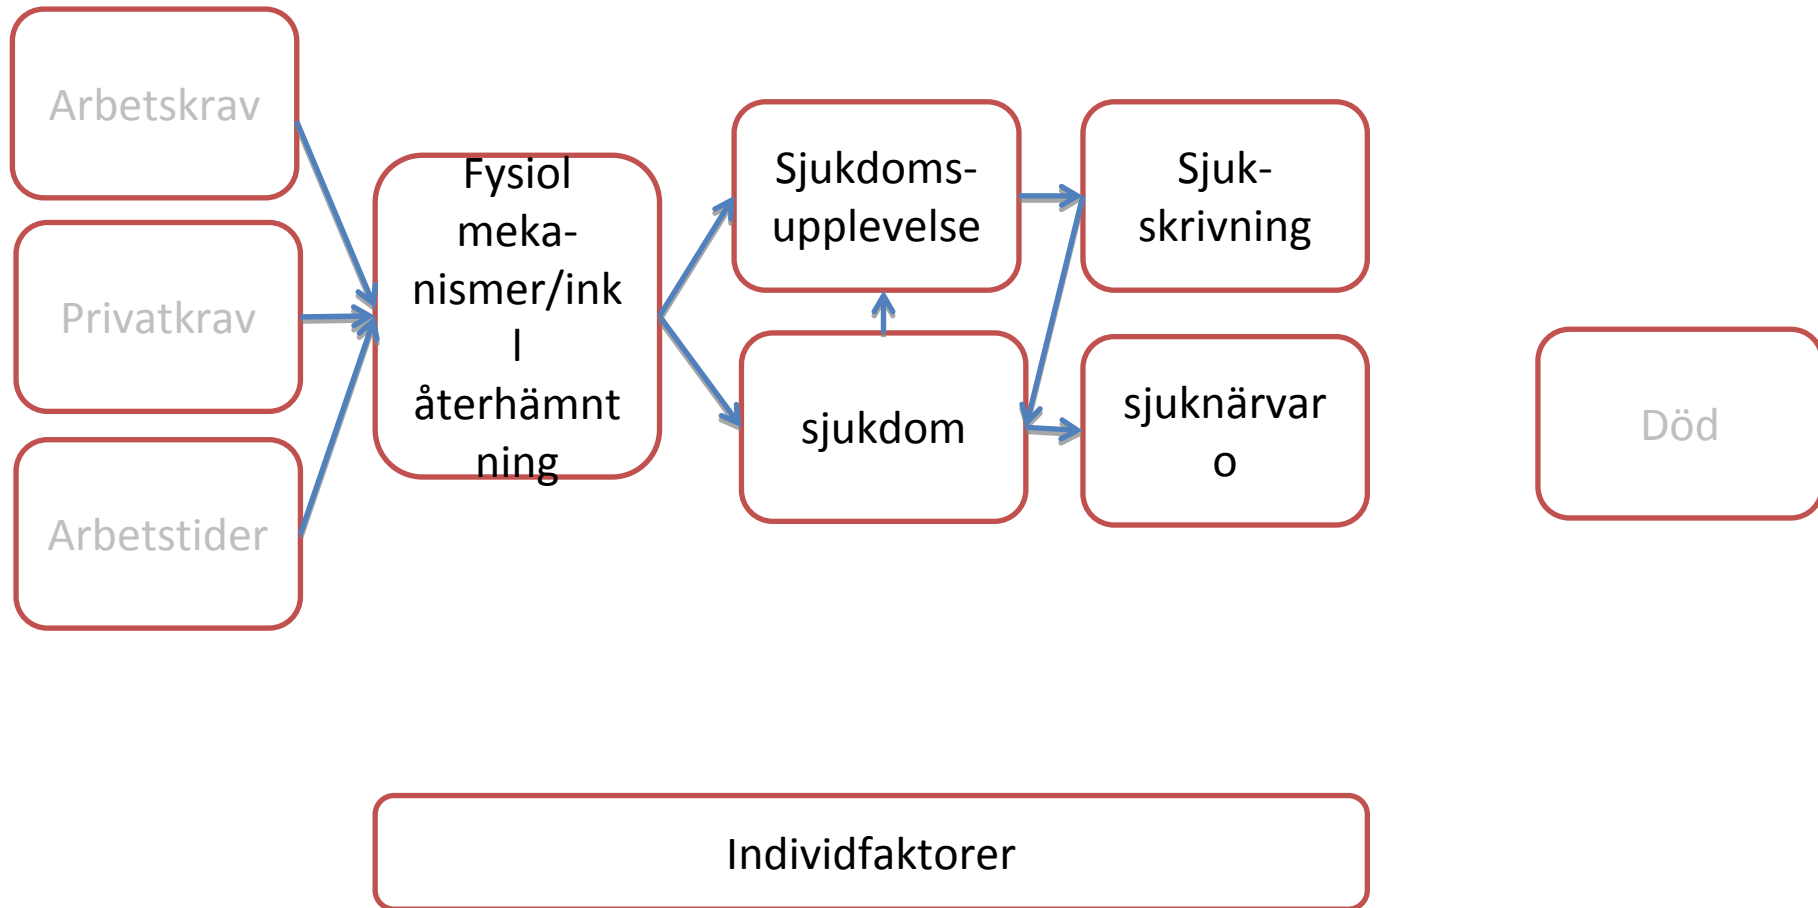 Arbetskrav
Privatkrav
Arbetstider
Fysiol
meka-
nismer/ink
l
återhämnt
ning
Sjukdoms-
upplevelse
sjukdom
Sjuk-
skrivning
sjuknärvar
o
Död
Individfaktorer